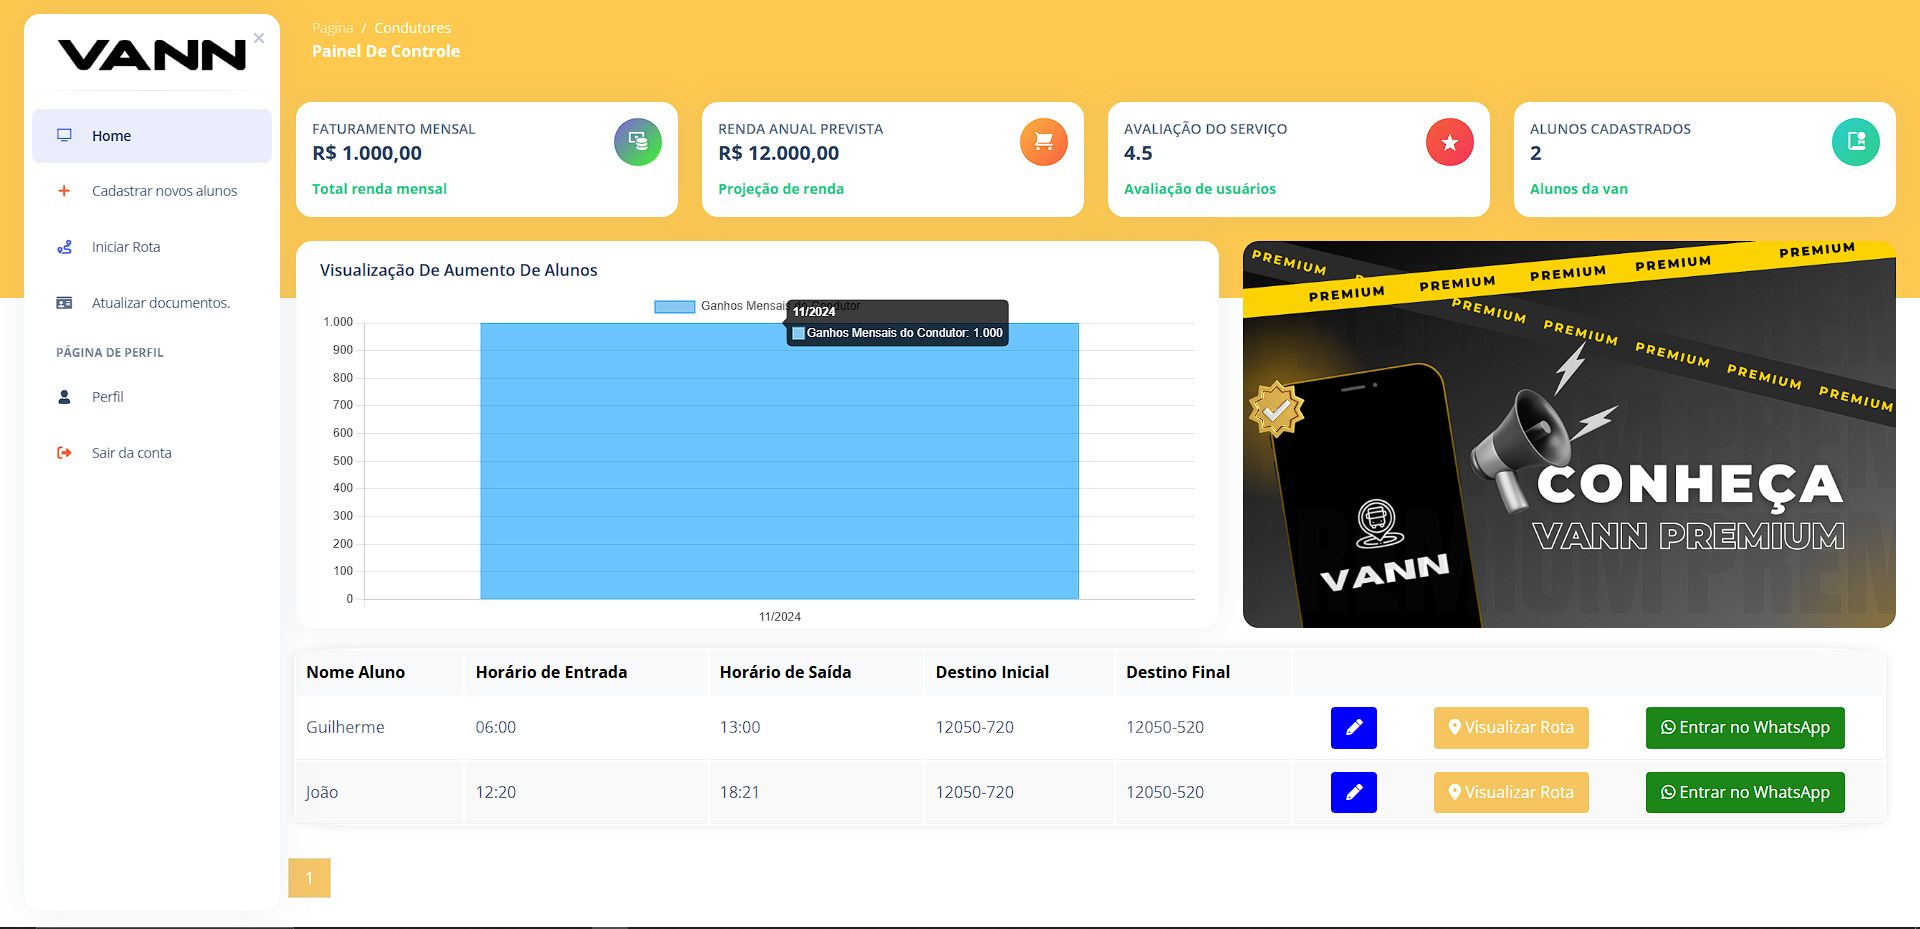 VANN
Home
Cadastrar novos alunos
Iniciar Rota
Atualizar documentos.
PÁGINA DE PERFIL
Perfil
Sair da conta
Pagina / Condutores
Painel De Controle
FATURAMENTO MENSAL
R$ 1.000,00
Total renda mensal
RENDA ANUAL PREVISTA
R$ 12.000,00
Projeção de renda
AVALIAÇÃO DO SERVIÇO
4.5
Avaliação de usuários
ALUNOS CADASTRADOS
2
Alunos da van
Visualização De Aumento De Alunos
Ganhos Mensais do Condutor
11/2024
Ganhos Mensais do Condutor: 1.000
1.000
900
800
700
600
500
400
300
200
100
0
11/2024
PREMIUM PREMIUM PREMIUM PREMIUM PREMIUM
PREMIUM PREMIUM PREMIUM PREMIUM PREMIUM PREMIUM
CONHEÇA
VANN PREMIUM
VANN
Nome Aluno Horário de Entrada Horário de Saída Destino Inicial Destino Final
Guilherme 06:00 13:00 12050-720 12050-520 Visualizar Rota Entrar no WhatsApp
João 12:20 18:21 12050-720 12050-520 Visualizar Rota Entrar no WhatsApp
1